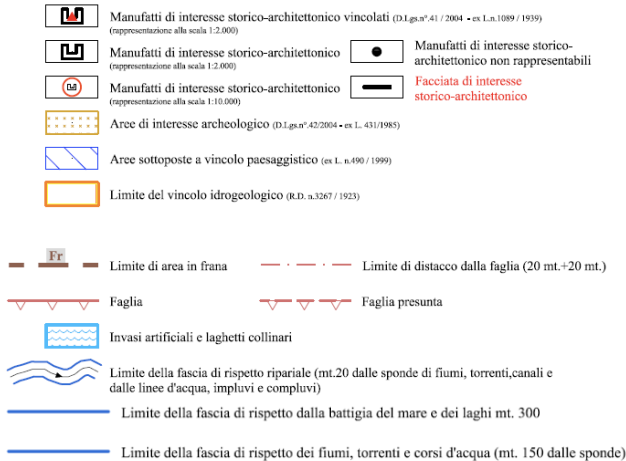 Manufatti di interesse storico-architettonico vincolati (D.Lgs.n°.41 / 2004 - ex L.n.1089 / 1939)
(rappresentazione alla scala 1:2.000)
Manufatti di interesse storico-architettonico
(rappresentazione alla scala 1:2.000)
Manufatti di interesse storico-
architettonico non rappresentabili
Manufatti di interesse storico-architettonico
(rappresentazione alla scala 1:10.000)
Facciata di interesse
storico-architettonico
Aree di interesse archeologico (D.Lgs.n°.42/2004 - ex L. 431/1985)
Aree sottoposte a vincolo paesaggistico (ex L. n.490 / 1999)
Limite del vincolo idrogeologico (R.D. n.3267 / 1923)
Fr
Limite di area in frana
Limite di distacco dalla faglia (20 mt.+20 mt.)
Faglia
Faglia presunta
Invasi artificiali e laghetti collinari
Limite della fascia di rispetto ripariale (mt.20 dalle sponde di fiumi, torrenti,canali e
dalle linee d'acqua, impluvi e compluvi)
Limite della fascia di rispetto dalla battigia del mare e dei laghi mt. 300
Limite della fascia di rispetto dei fiumi, torrenti e corsi d'acqua (mt. 150 dalle sponde)